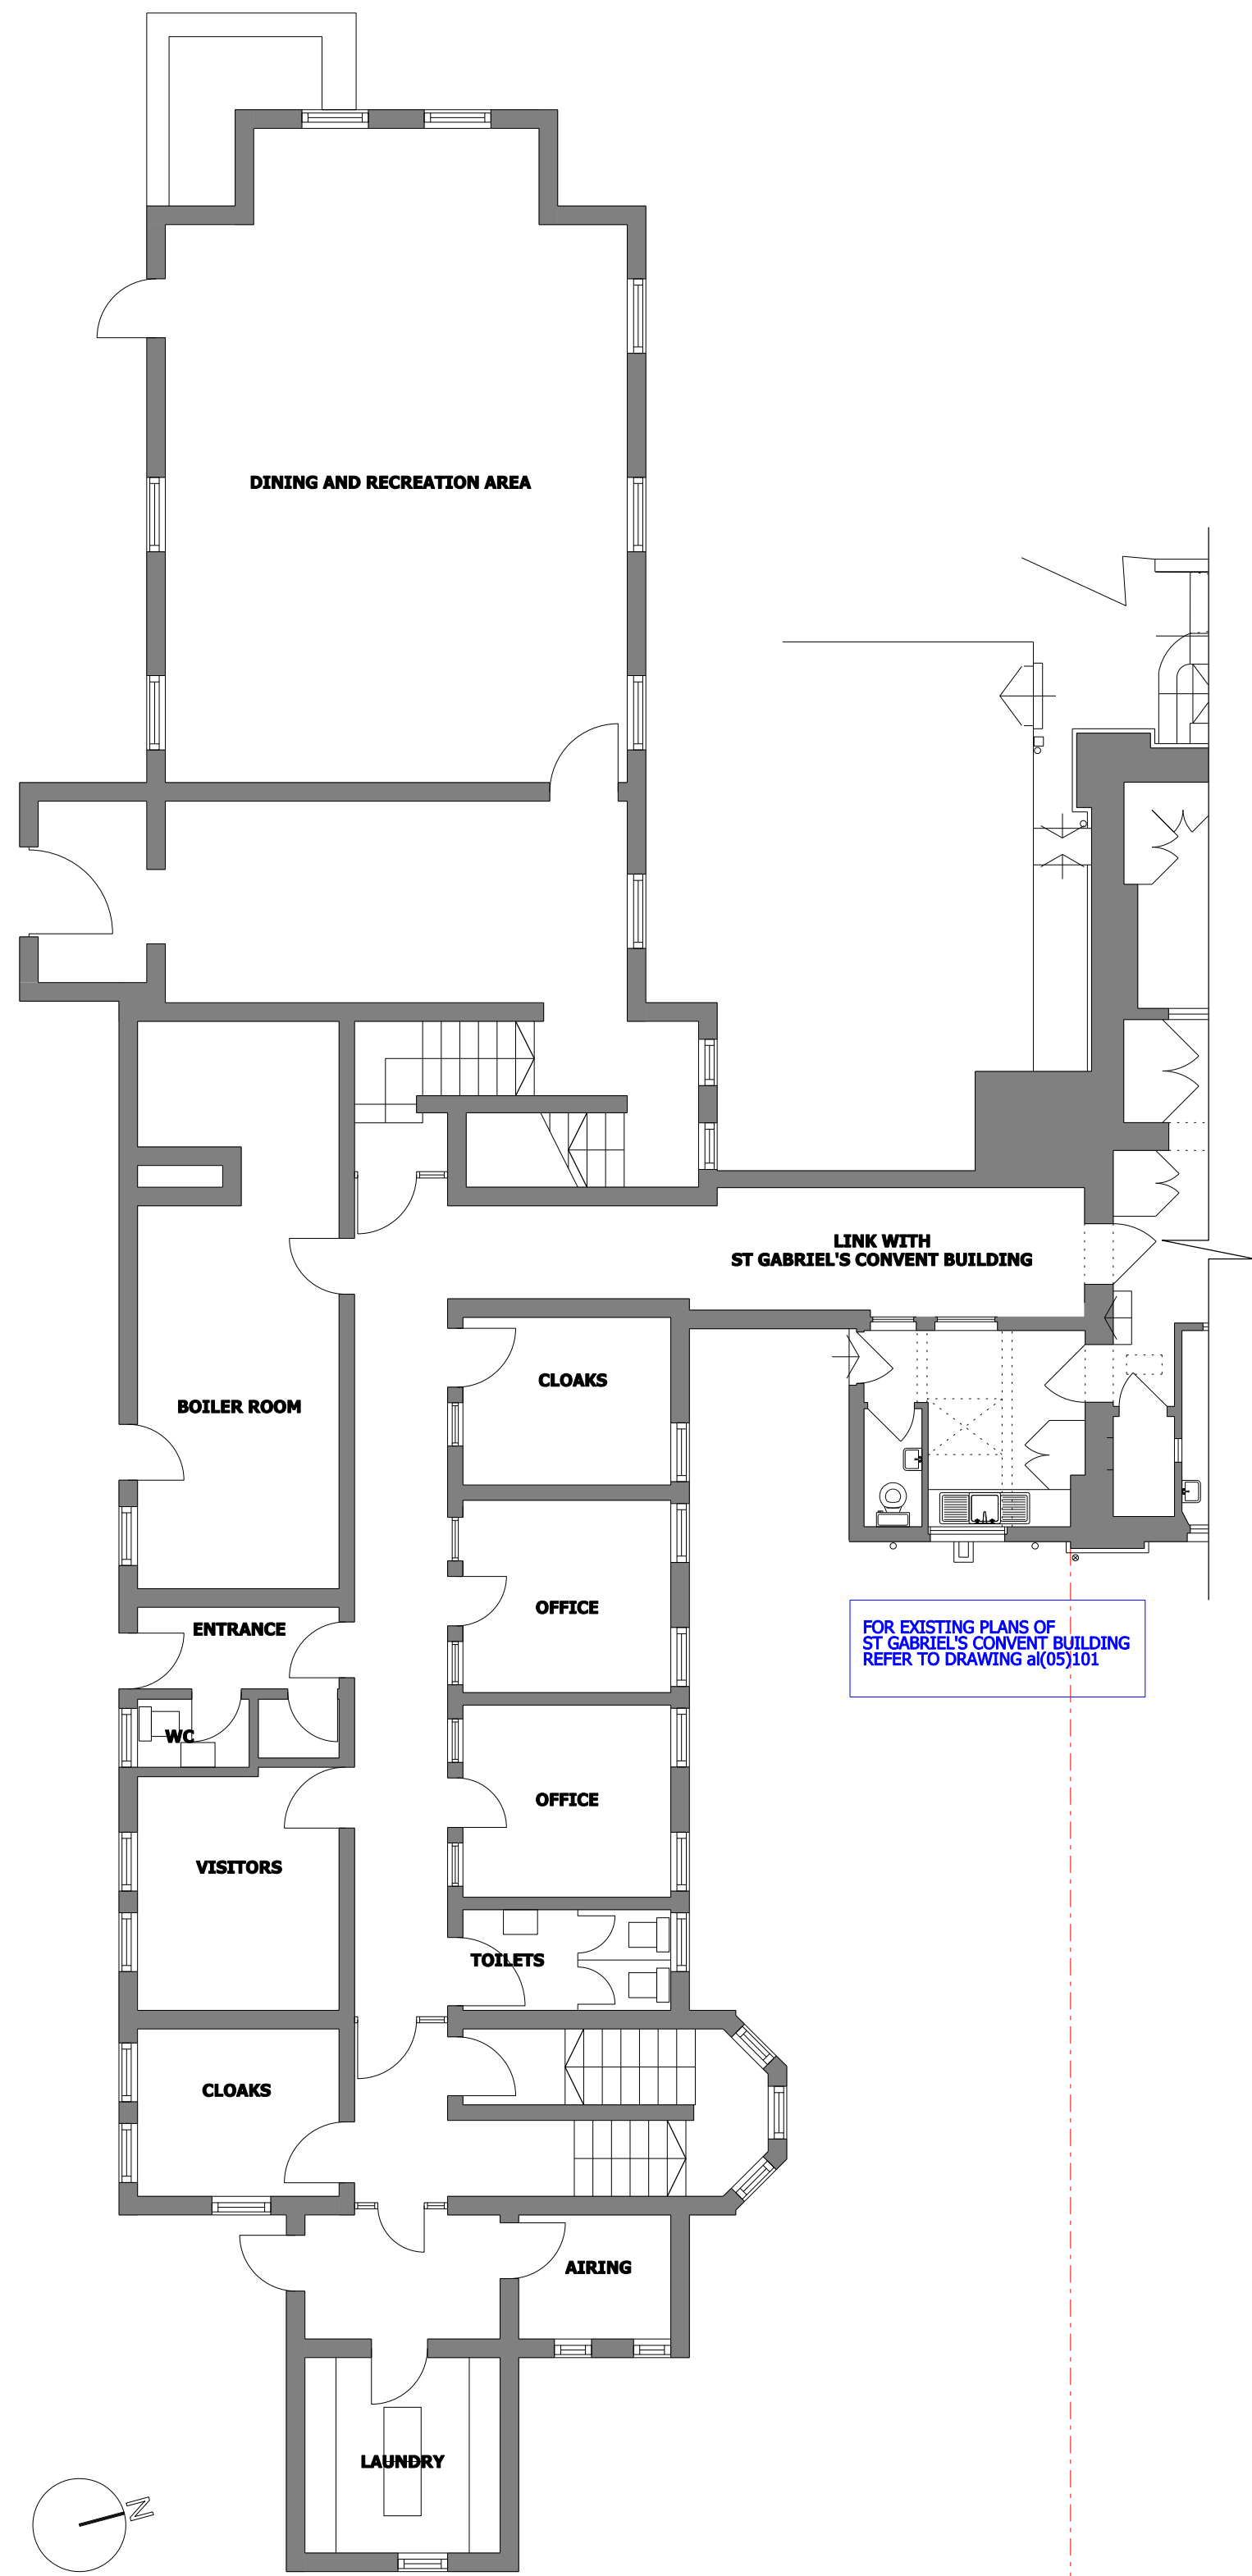 DINING AND RECREATION AREA
LINK WITH
ST GABRIEL'S CONVENT BUILDING
CLOAKS
BOILER ROOM
OFFICE
ENTRANCE
FOR EXISTING PLANS OF
ST GABRIEL'S CONVENT BUILDING
REFER TO DRAWING al(05)101
WC
OFFICE
VISITORS
TOILETS
CLOAKS
AIRING
LAUNDRY
N